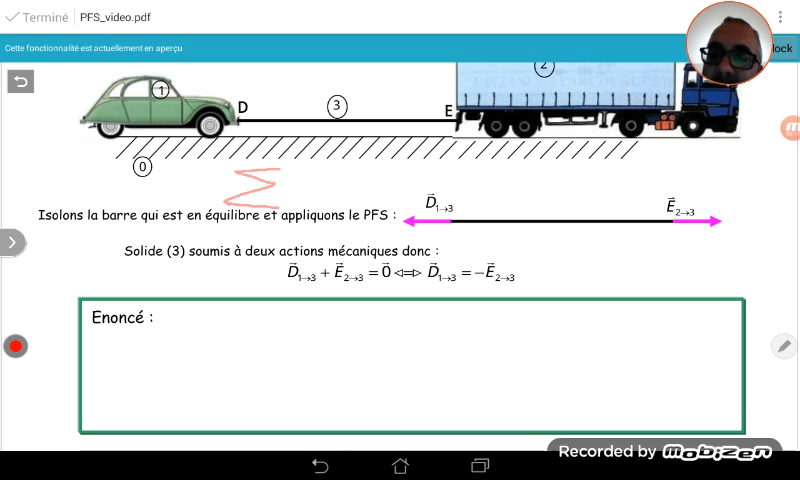 Terminé PFS_video.pdf
Cette fonctionnalité est actuellement en aperçu
lock
1
2
D
3
E
0
Σ
D 1→3
E 2→3
Isolons la barre qui est en équilibre et appliquons le PFS :
Solide (3) soumis à deux actions mécaniques donc :
D⃗1→3 + E⃗2→3 = 0⃗ <=> D⃗1→3 = −E⃗2→3
Enoncé :
Recorded by mobizen